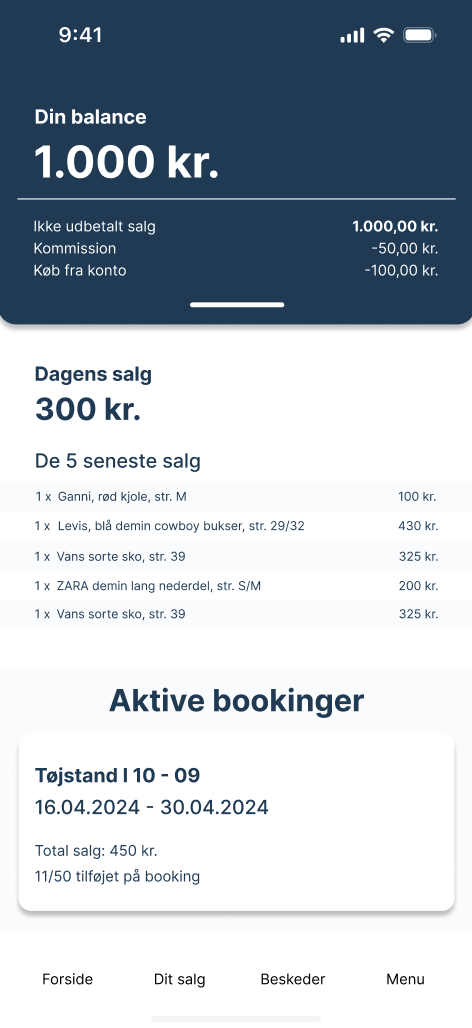 9:41
Din balance
1.000 kr.
Ikke udbetalt salg 1.000,00 kr.
Kommission -50,00 kr.
Køb fra konto -100,00 kr.
Dagens salg
300 kr.
De 5 seneste salg
1 x Ganni, rød kjole, str. M 100 kr.
1 x Levis, blå demin cowboy bukser, str. 29/32 430 kr.
1 x Vans sorte sko, str. 39 325 kr.
1 x ZARA demin lang nederdel, str. S/M 200 kr.
1 x Vans sorte sko, str. 39 325 kr.
Aktive bookinger
Tøjstand I 10 - 09
16.04.2024 - 30.04.2024
Total salg: 450 kr.
11/50 tilføjet på booking
Forside Dit salg Beskeder Menu